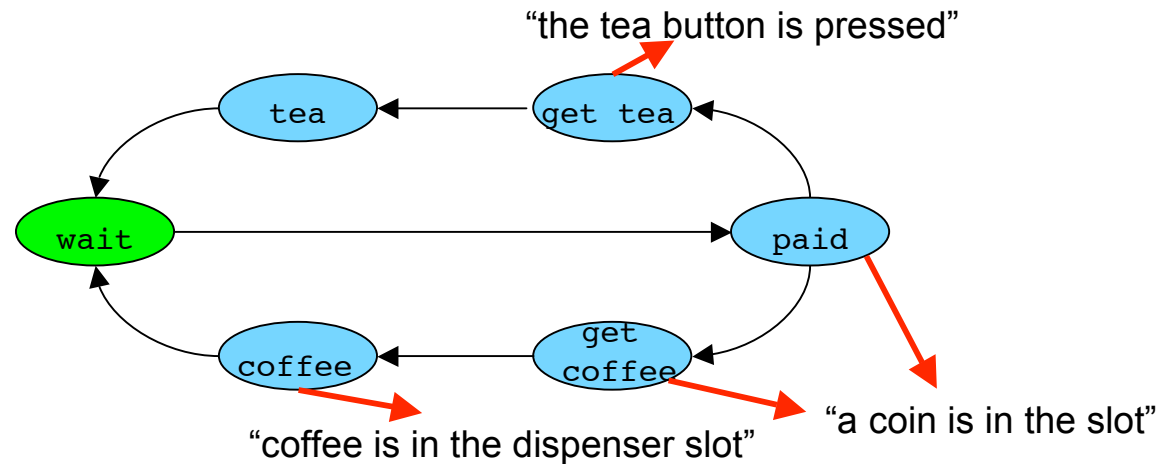 “the tea button is pressed”
tea
get tea
wait
paid
coffee
get
coffee
“coffee is in the dispenser slot”
“a coin is in the slot”